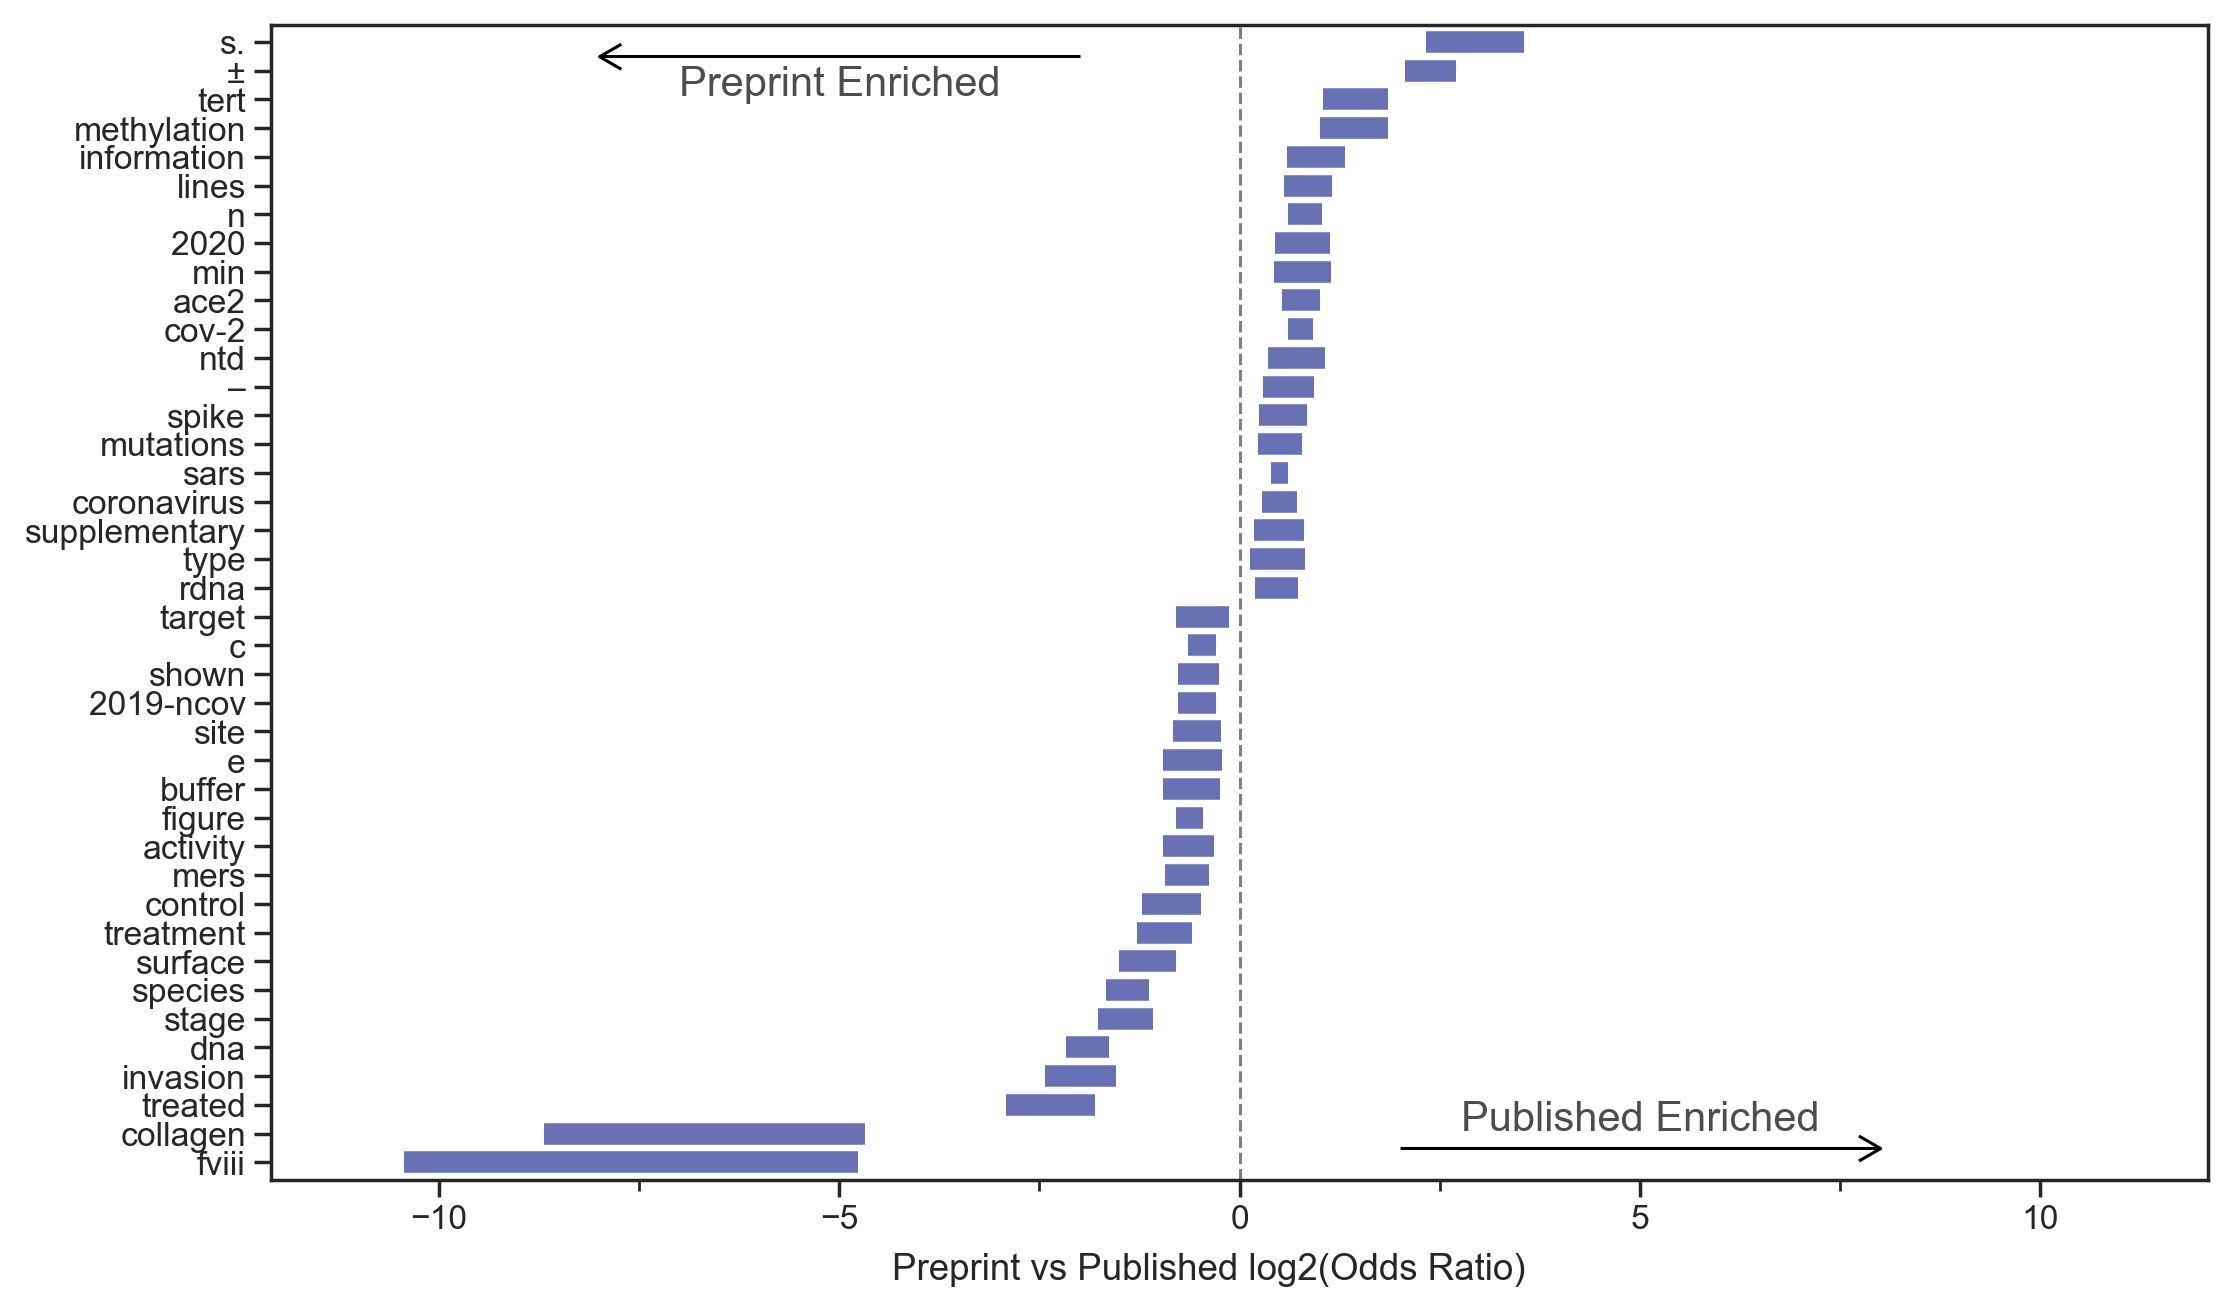 s.
±
tert
methylation
information
lines
n
2020
min
ace2
cov-2
ntd
–
spike
mutations
sars
coronavirus
supplementary
type
rdna
target
c
shown
2019-ncov
site
e
buffer
figure
activity
mers
control
treatment
surface
species
stage
dna
invasion
treated
collagen
fviii
Preprint Enriched
Published Enriched
−10 −5 0 5 10
Preprint vs Published log2(Odds Ratio)